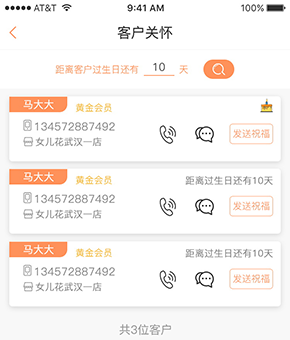 AT&T 9:41 AM 100%
客户关怀
距离客户过生日还有 10 天
马大大 黄金会员
134572887492
女儿花武汉一店
发送祝福
马大大 黄金会员 距离过生日还有10天
134572887492
女儿花武汉一店
发送祝福
马大大 黄金会员 距离过生日还有10天
134572887492
女儿花武汉一店
发送祝福
共3位客户